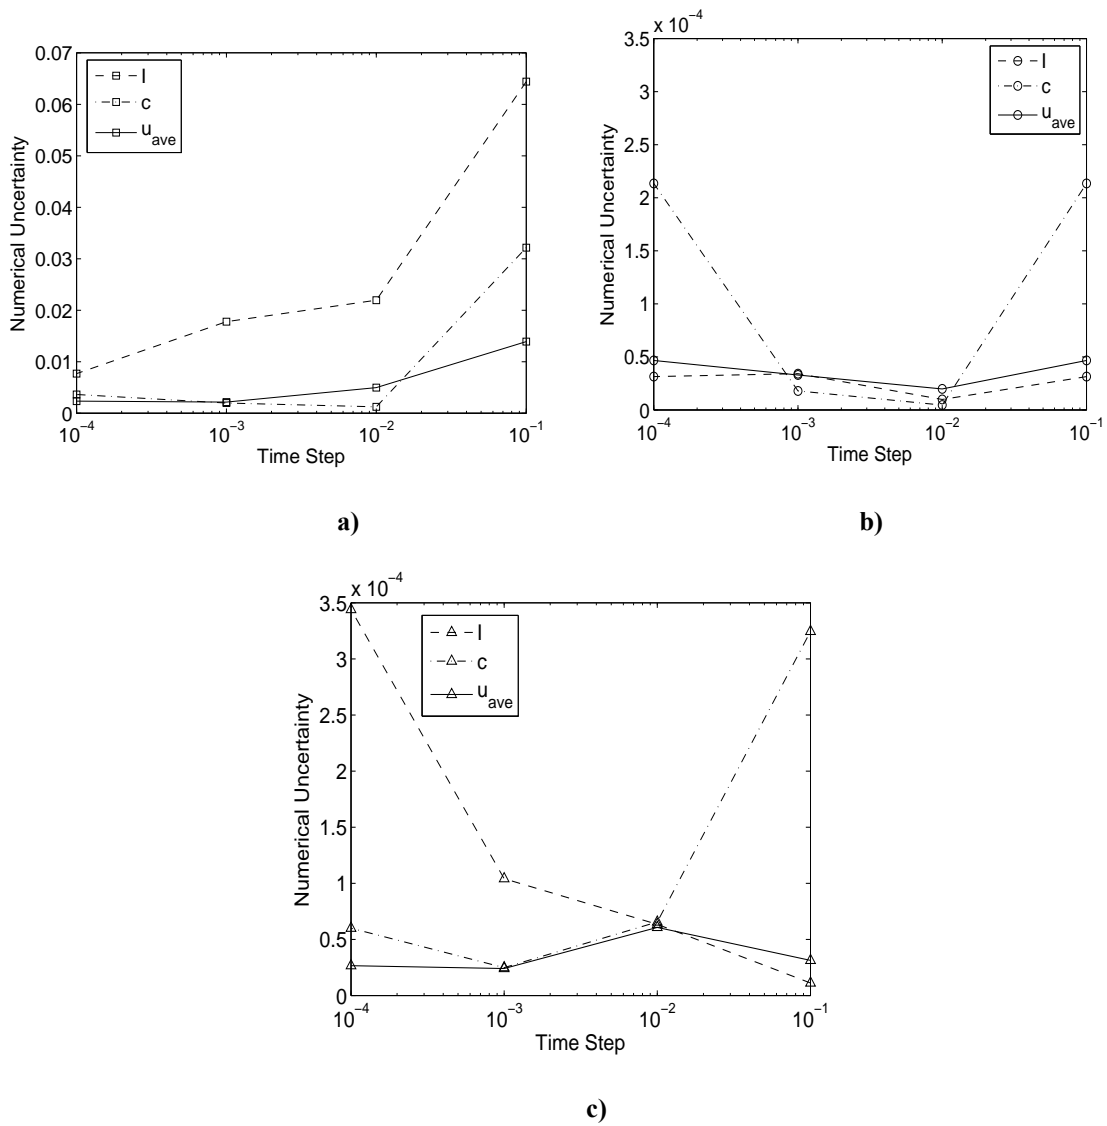 0.07
0.06
0.05
0.04
0.03
0.02
0.01
0
Numerical Uncertainty
l
c
u_ave
10^−4
10^−3
10^−2
10^−1
Time Step
a)
x 10^−4
3.5
3
2.5
2
1.5
1
0.5
0
Numerical Uncertainty
l
c
u_ave
10^−4
10^−3
10^−2
10^−1
Time Step
b)
x 10^−4
3.5
3
2.5
2
1.5
1
0.5
0
Numerical Uncertainty
l
c
u_ave
10^−4
10^−3
10^−2
10^−1
Time Step
c)